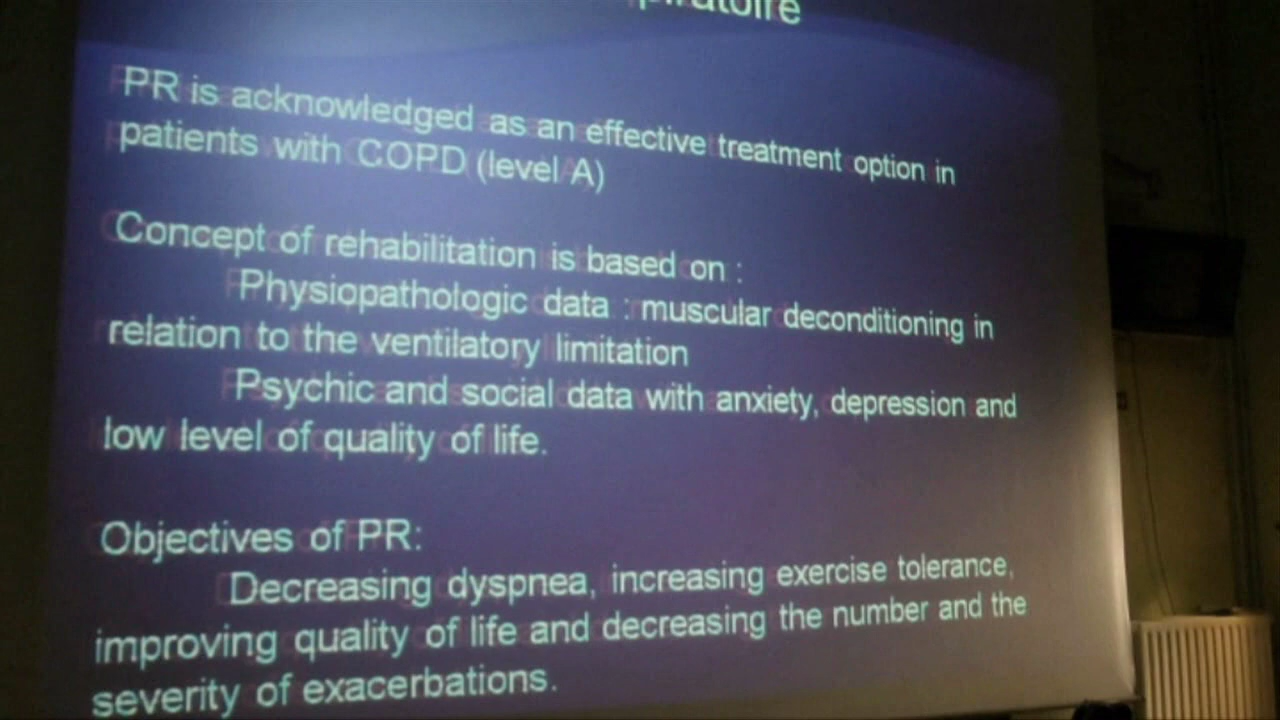 PR is acknowledged as an effective treatment option in
patients with COPD (level A)
Concept of rehabilitation is based on :
Physiopathologic data : muscular deconditioning in
relation to the ventilatory limitation
Psychic and social data with anxiety, depression and
low level of quality of life.
Objectives of PR:
Decreasing dyspnea, increasing exercise tolerance,
improving quality of life and decreasing the number and the
severity of exacerbations.